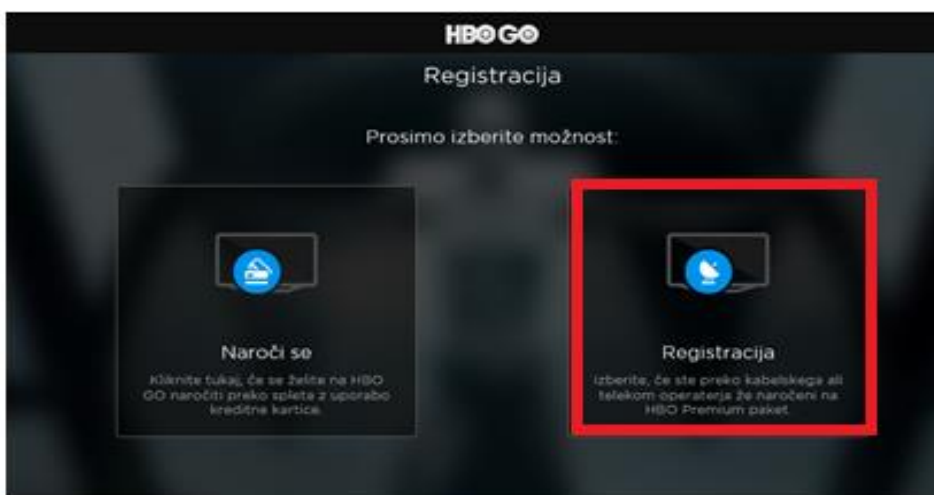 HBO GO
Registracija
Prosimo izberite možnost:
Naroči se
Kliknite tukaj, če se želite na HBO
GO naročiti preko spleta z uporabo
kreditne kartice.
Registracija
Izberite, če ste preko kabelskega ali
telekom operaterja že naročeni na
HBO Premium paket